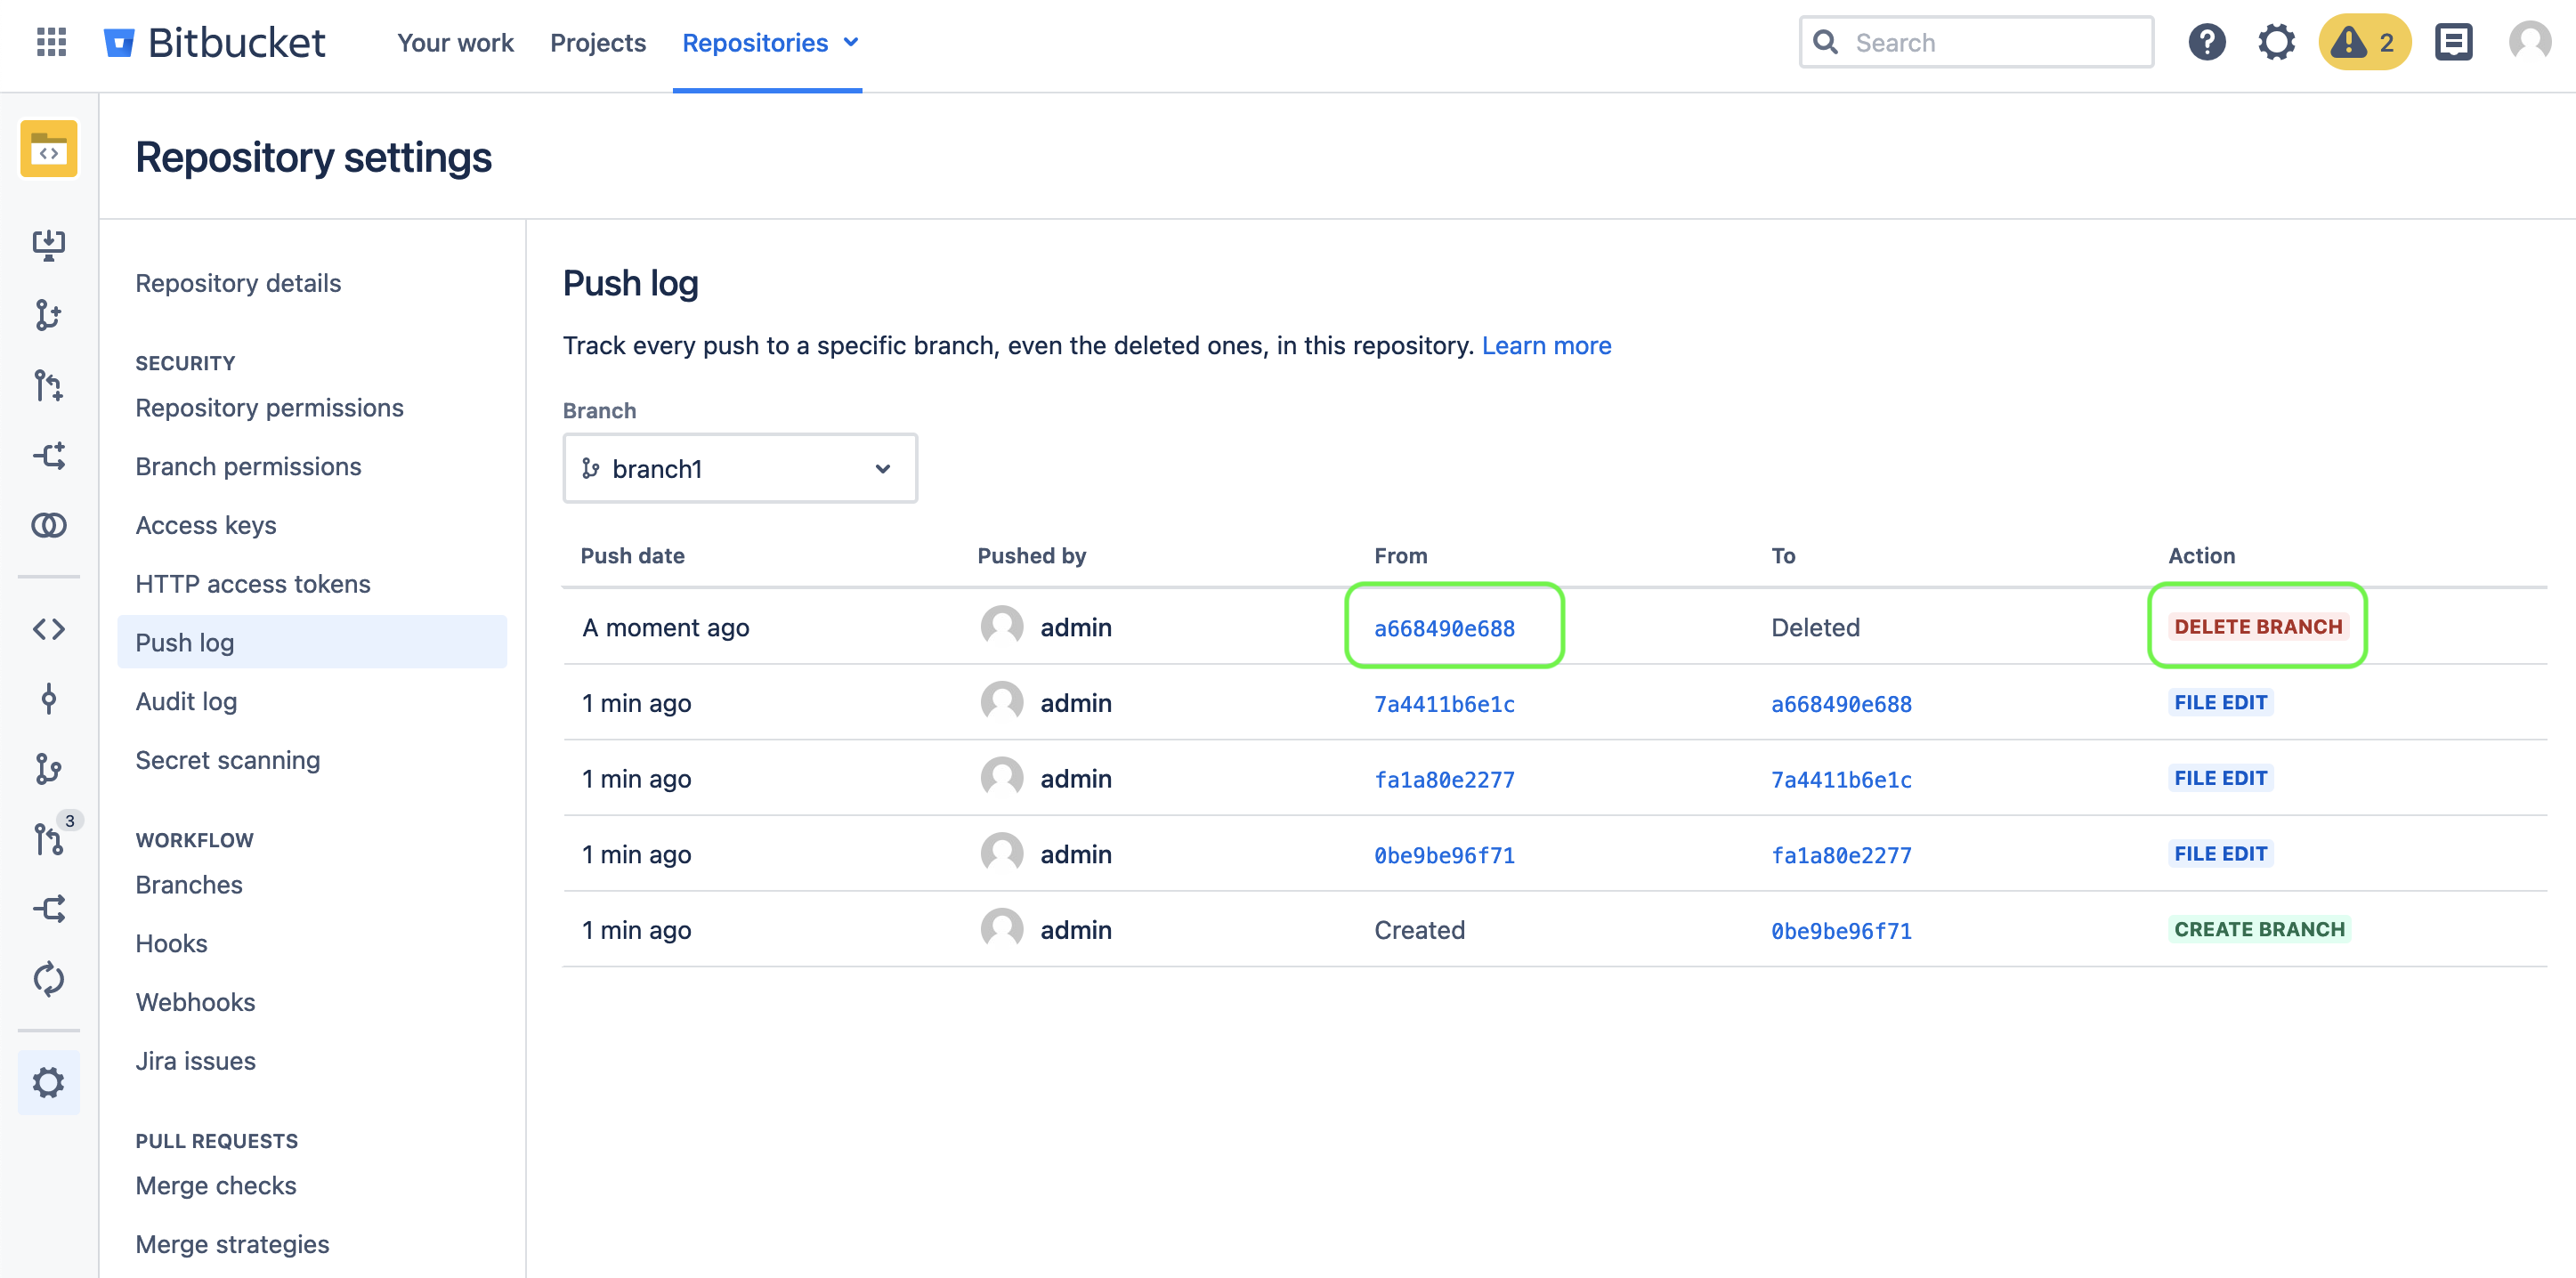 Bitbucket Your work Projects Repositories Search 2
Repository settings
Repository details
SECURITY
Repository permissions
Branch permissions
Access keys
HTTP access tokens
Push log
Audit log
Secret scanning
3
WORKFLOW
Branches
Hooks
Webhooks
Jira issues
PULL REQUESTS
Merge checks
Merge strategies
Push log
Track every push to a specific branch, even the deleted ones, in this repository. Learn more
Branch
branch1
Push date Pushed by From To Action
A moment ago admin a668490e688 Deleted DELETE BRANCH
1 min ago admin 7a4411b6e1c a668490e688 FILE EDIT
1 min ago admin fa1a80e2277 7a4411b6e1c FILE EDIT
1 min ago admin 0be9be96f71 fa1a80e2277 FILE EDIT
1 min ago admin Created 0be9be96f71 CREATE BRANCH